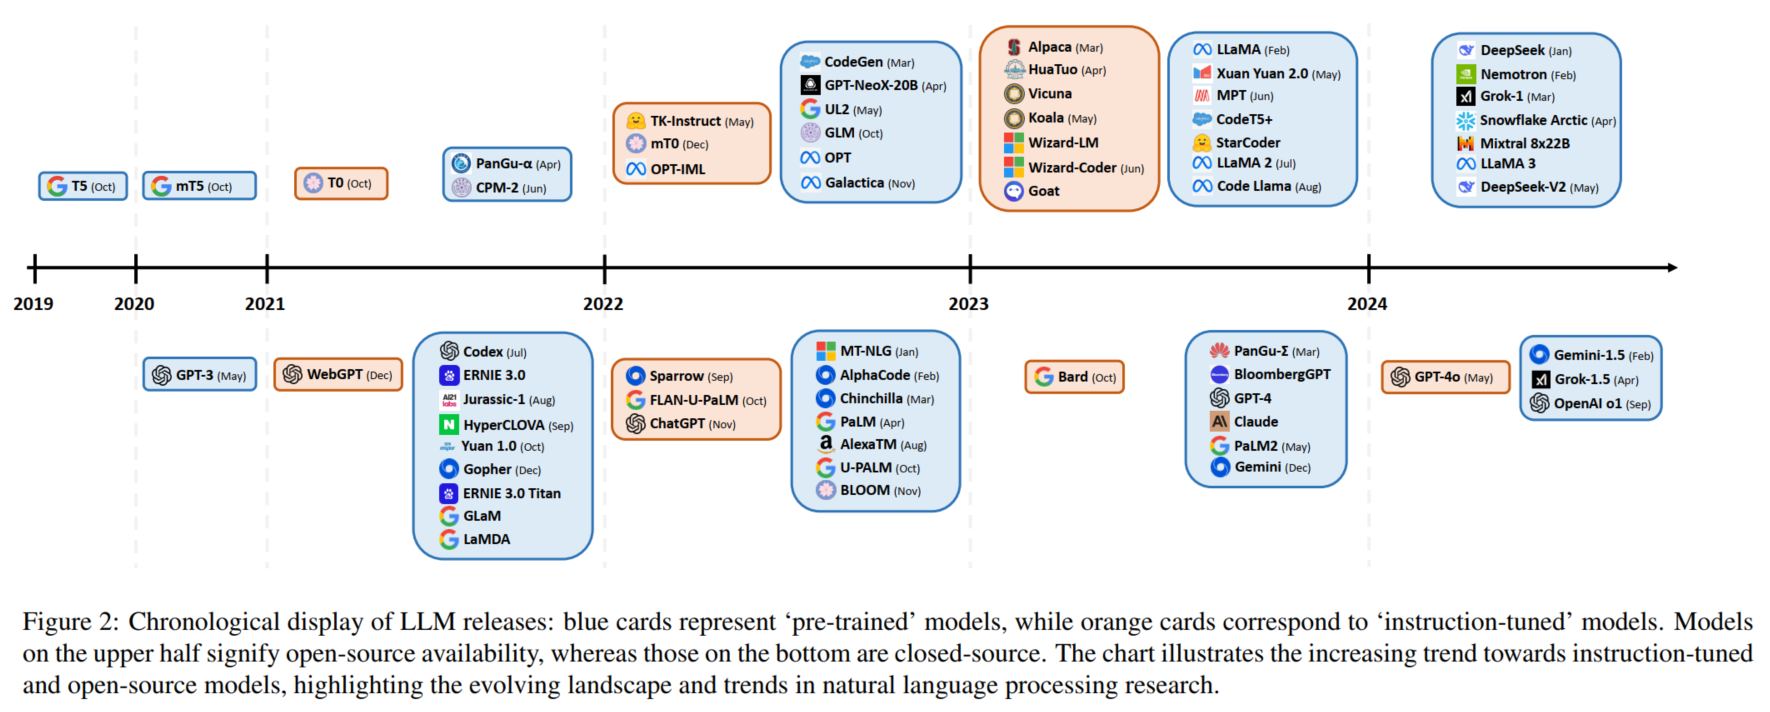 T5 (Oct)
mT5 (Oct)
T0 (Oct)
PanGu-α (Apr)
CPM-2 (Jun)
TK-Instruct (May)
mT0 (Dec)
OPT-IML
CodeGen (Mar)
GPT-NeoX-20B (Apr)
UL2 (May)
GLM (Oct)
OPT
Galactica (Nov)
Alpaca (Mar)
HuaTuo (Apr)
Vicuna
Koala (May)
Wizard-LM
Wizard-Coder (Jun)
Goat
LLaMA (Feb)
Xuan Yuan 2.0 (May)
MPT (Jun)
CodeT5+
StarCoder
LLaMA 2 (Jul)
Code Llama (Aug)
DeepSeek (Jan)
Nemotron (Feb)
Grok-1 (Mar)
Snowflake Arctic (Apr)
Mixtral 8x22B
LLaMA 3
DeepSeek-V2 (May)
2019 2020 2021 2022 2023 2024
GPT-3 (May)
WebGPT (Dec)
Codex (Jul)
ERNIE 3.0
AI21 labs Jurassic-1 (Aug)
N HyperCLOVA (Sep)
Yuan 1.0 (Oct)
Gopher (Dec)
ERNIE 3.0 Titan
GLaM
LaMDA
Sparrow (Sep)
FLAN-U-PaLM (Oct)
ChatGPT (Nov)
MT-NLG (Jan)
AlphaCode (Feb)
Chinchilla (Mar)
PaLM (Apr)
a AlexaTM (Aug)
U-PALM (Oct)
BLOOM (Nov)
Bard (Oct)
PanGu-Σ (Mar)
BloombergGPT
GPT-4
Claude
PaLM2 (May)
Gemini (Dec)
GPT-4o (May)
Gemini-1.5 (Feb)
Grok-1.5 (Apr)
OpenAI o1 (Sep)
Figure 2: Chronological display of LLM releases: blue cards represent ‘pre-trained’ models, while orange cards correspond to ‘instruction-tuned’ models. Models
on the upper half signify open-source availability, whereas those on the bottom are closed-source. The chart illustrates the increasing trend towards instruction-tuned
and open-source models, highlighting the evolving landscape and trends in natural language processing research.